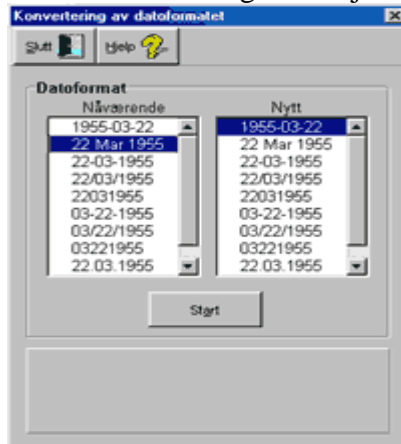 Konvertering av datoformatet
Slutt Hjelp
Datoformat
Nåværende Nytt
1955-03-22 1955-03-22
22 Mar 1955 22 Mar 1955
22-03-1955 22-03-1955
22/03/1955 22/03/1955
22031955 22031955
03-22-1955 03-22-1955
03/22/1955 03/22/1955
03221955 03221955
22.03.1955 22.03.1955
Start